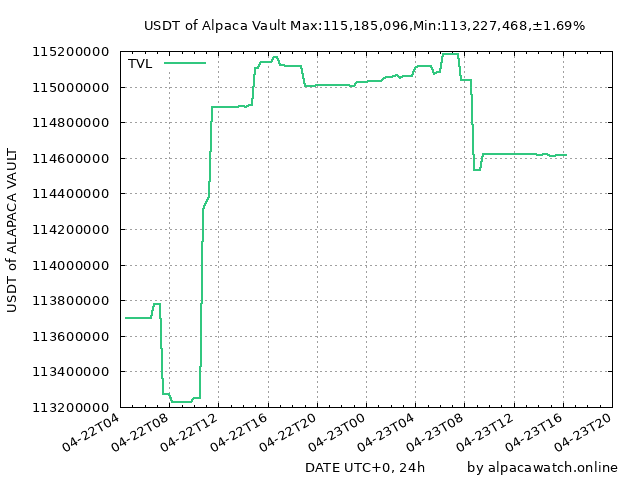 USDT of Alpaca Vault Max:115,185,096,Min:113,227,468,±1.69%
TVL
USDT of ALAPACA VAULT
115200000
115000000
114800000
114600000
114400000
114200000
114000000
113800000
113600000
113400000
113200000
04-22T04
04-22T08
04-22T12
04-22T16
04-22T20
04-23T00
04-23T04
04-23T08
04-23T12
04-23T16
04-23T20
DATE UTC+0, 24h
by alpacawatch.online